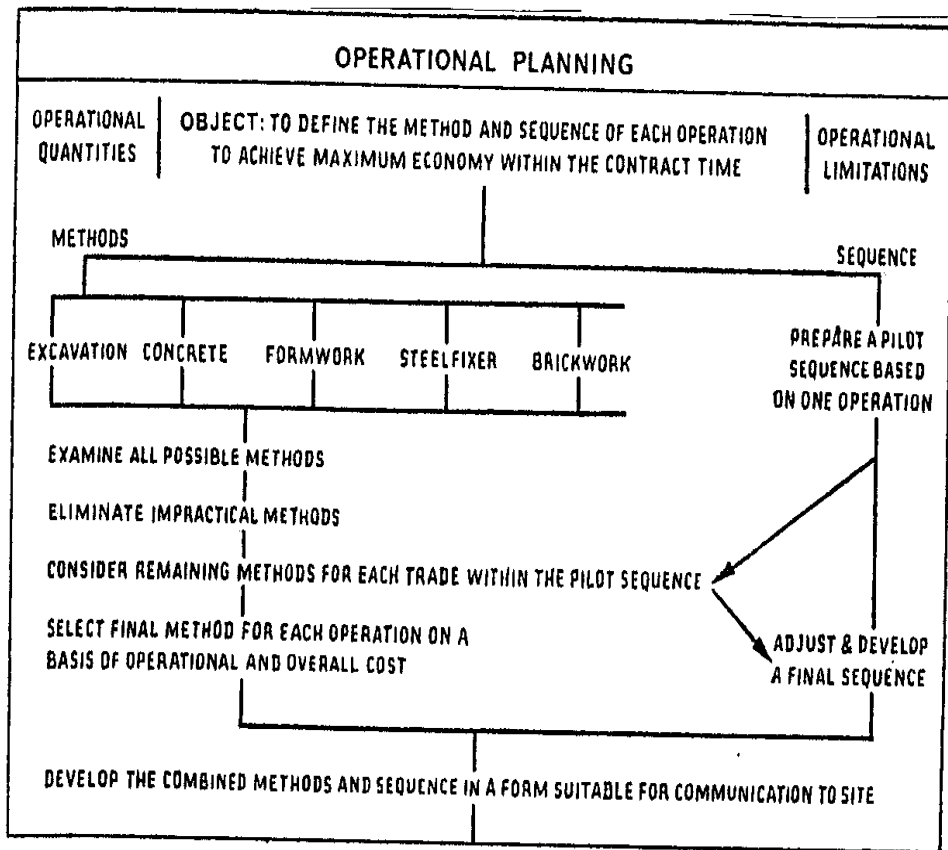 OPERATIONAL PLANNING
OPERATIONAL
QUANTITIES
OBJECT: TO DEFINE THE METHOD AND SEQUENCE OF EACH OPERATION
TO ACHIEVE MAXIMUM ECONOMY WITHIN THE CONTRACT TIME
OPERATIONAL
LIMITATIONS
METHODS
SEQUENCE
EXCAVATION
CONCRETE
FORMWORK
STEELFIXER
BRICKWORK
PREPARE A PILOT
SEQUENCE BASED
ON ONE OPERATION
EXAMINE ALL POSSIBLE METHODS
ELIMINATE IMPRACTICAL METHODS
CONSIDER REMAINING METHODS FOR EACH TRADE WITHIN THE PILOT SEQUENCE
SELECT FINAL METHOD FOR EACH OPERATION ON A
BASIS OF OPERATIONAL AND OVERALL COST
ADJUST & DEVELOP
A FINAL SEQUENCE
DEVELOP THE COMBINED METHODS AND SEQUENCE IN A FORM SUITABLE FOR COMMUNICATION TO SITE